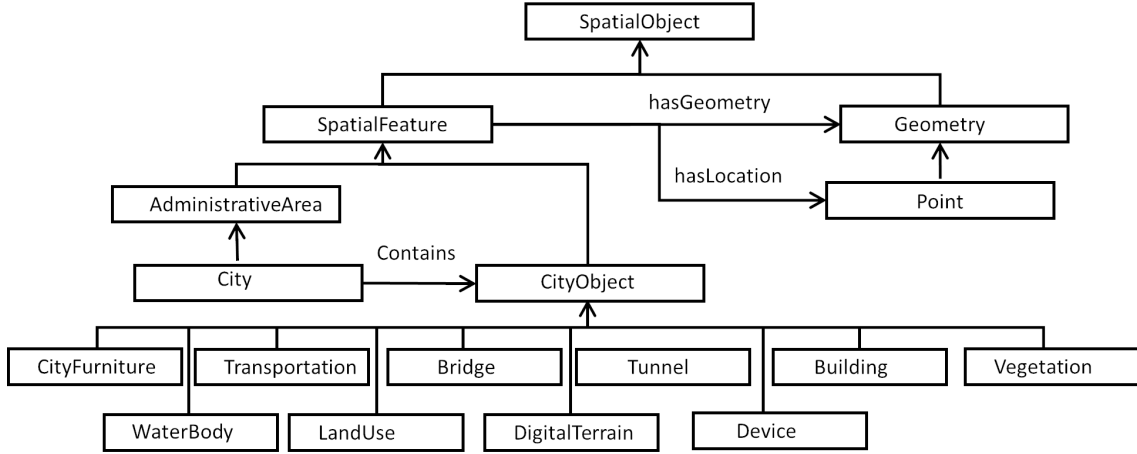 SpatialObject
hasGeometry
SpatialFeature
Geometry
hasLocation
AdministrativeArea
Point
Contains
City
CityObject
CityFurniture
Transportation
Bridge
Tunnel
Building
Vegetation
WaterBody
LandUse
DigitalTerrain
Device